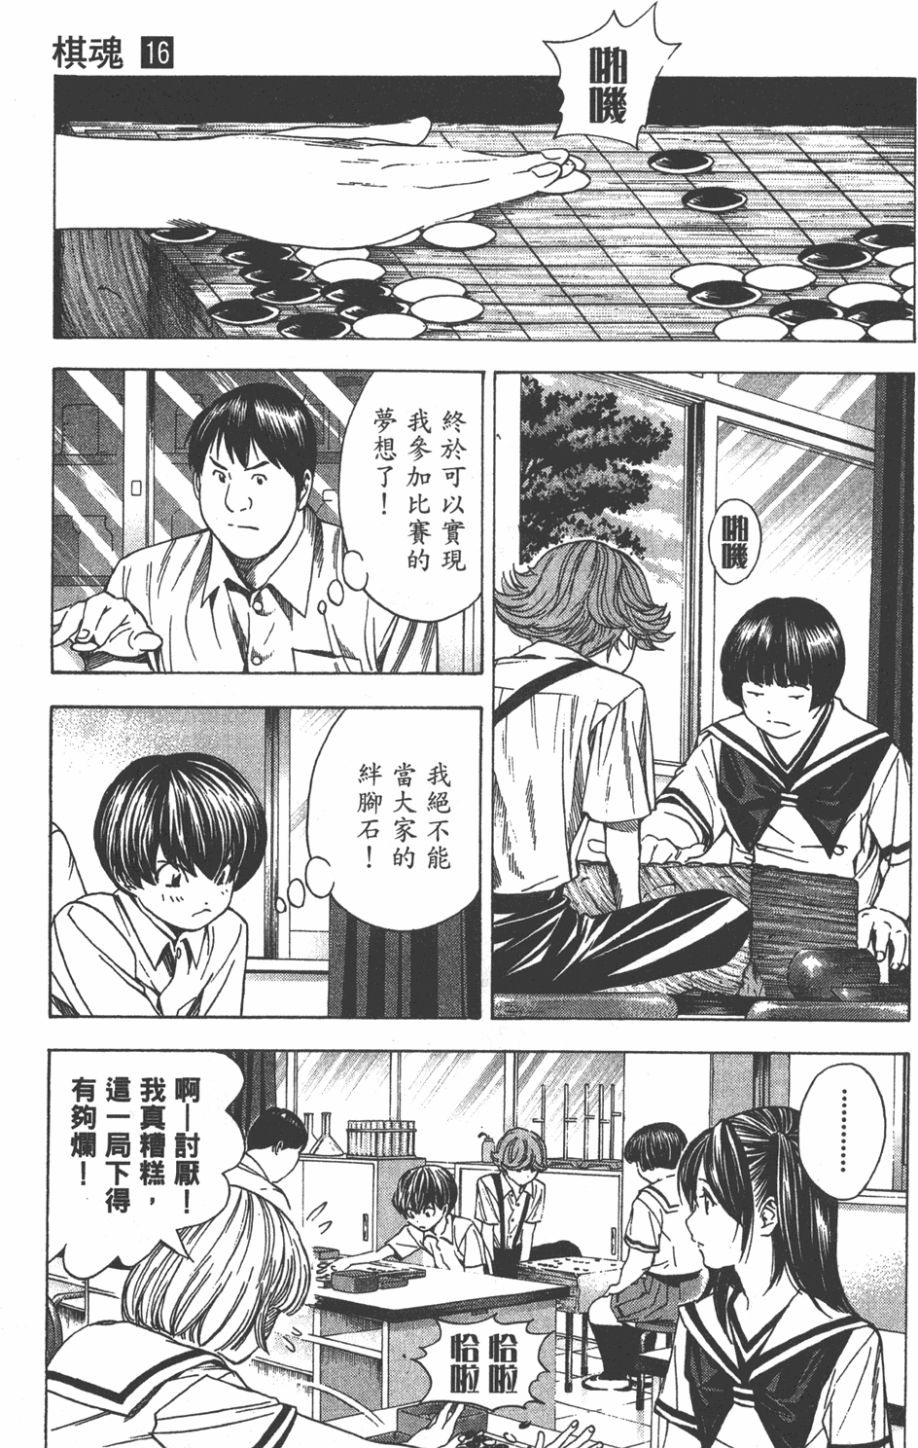 棋魂 16
啪嘰
啪嘰
終於可以實現
我參加比賽的
夢想了！
我絕不能
當大家的
絆腳石！
…………
啊—討厭！
我真糟糕，
這一局下得
有夠爛！
恰啦
恰啦